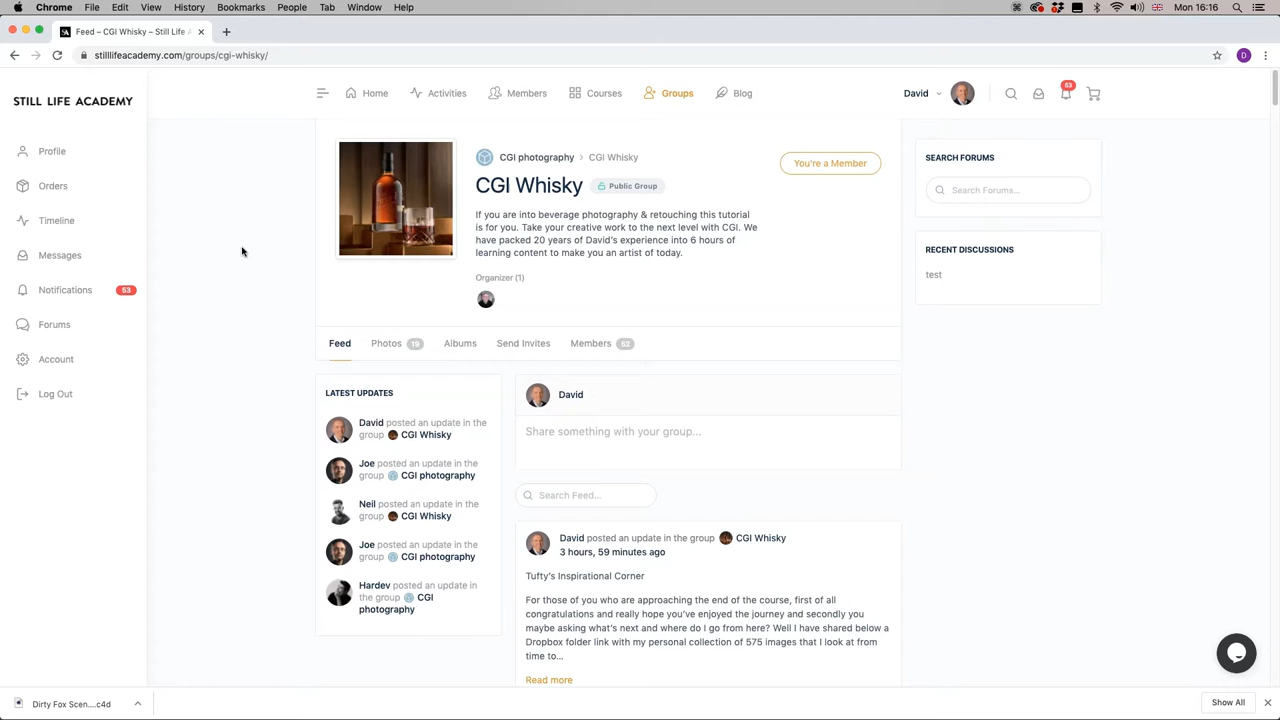 Chrome File Edit View History Bookmarks People Tab Window Help Mon 16:16
Feed – CGI Whisky – Still Life A
stilllifeacademy.com/groups/cgi-whisky/
D
STILL LIFE ACADEMY
Home Activities Members Courses Groups Blog
David
53
Profile
Orders
Timeline
Messages
Notifications 53
Forums
Account
Log Out
CGI photography > CGI Whisky
CGI Whisky Public Group
You're a Member
If you are into beverage photography & retouching this tutorial
is for you. Take your creative work to the next level with CGI. We
have packed 20 years of David's experience into 6 hours of
learning content to make you an artist of today.
Organizer (1)
Feed Photos 19 Albums Send Invites Members 52
SEARCH FORUMS
Search Forums...
RECENT DISCUSSIONS
test
LATEST UPDATES
David posted an update in the
group CGI Whisky
Joe posted an update in the
group CGI photography
Neil posted an update in the
group CGI Whisky
Joe posted an update in the
group CGI photography
Hardev posted an update in
the group CGI
photography
David
Share something with your group...
Search Feed...
David posted an update in the group CGI Whisky
3 hours, 59 minutes ago
Tufty's Inspirational Corner
For those of you who are approaching the end of the course, first of all
congratulations and really hope you've enjoyed the journey and secondly you
maybe asking what's next and where do I go from here? Well I have shared below a
Dropbox folder link with my personal collection of 575 images that I look at from
time to...
Read more
Dirty Fox Scen....c4d
Show All